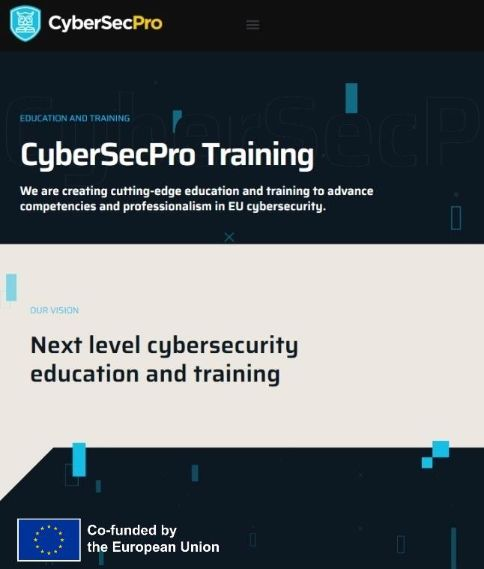 CyberSecPro
EDUCATION AND TRAINING
CyberSecPro Training
We are creating cutting-edge education and training to advance
competencies and professionalism in EU cybersecurity.
OUR VISION
Next level cybersecurity
education and training
Co-funded by
the European Union